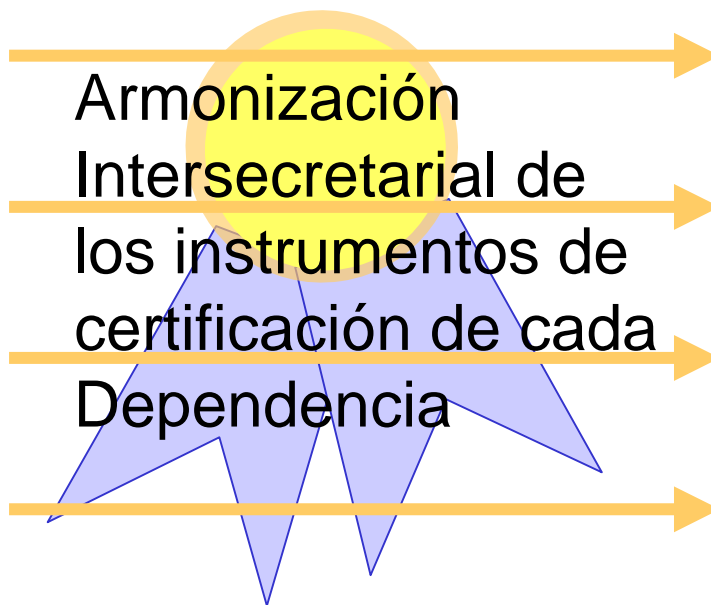 Armonización
Intersecretarial de
los instrumentos de
certificación de cada
Dependencia